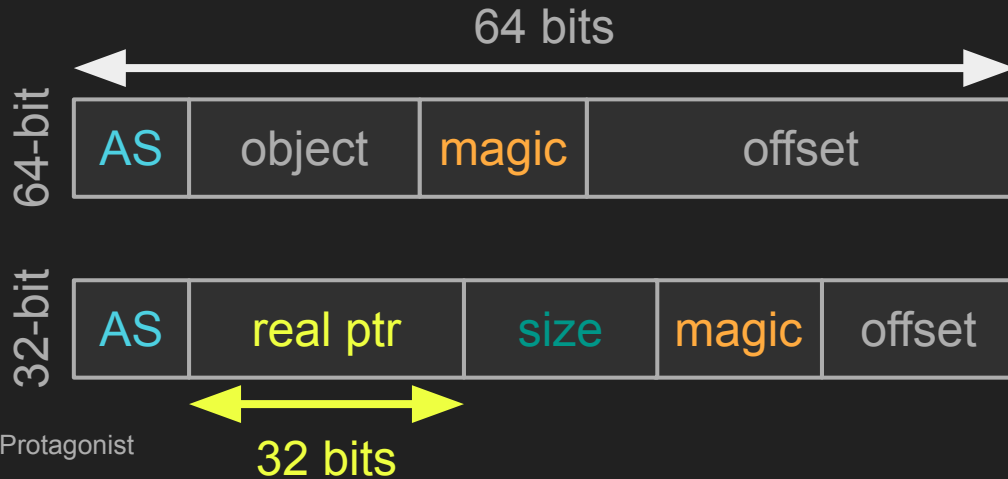 64 bits
64-bit
AS object magic offset
32-bit
AS real ptr size magic offset
Protagonist
32 bits